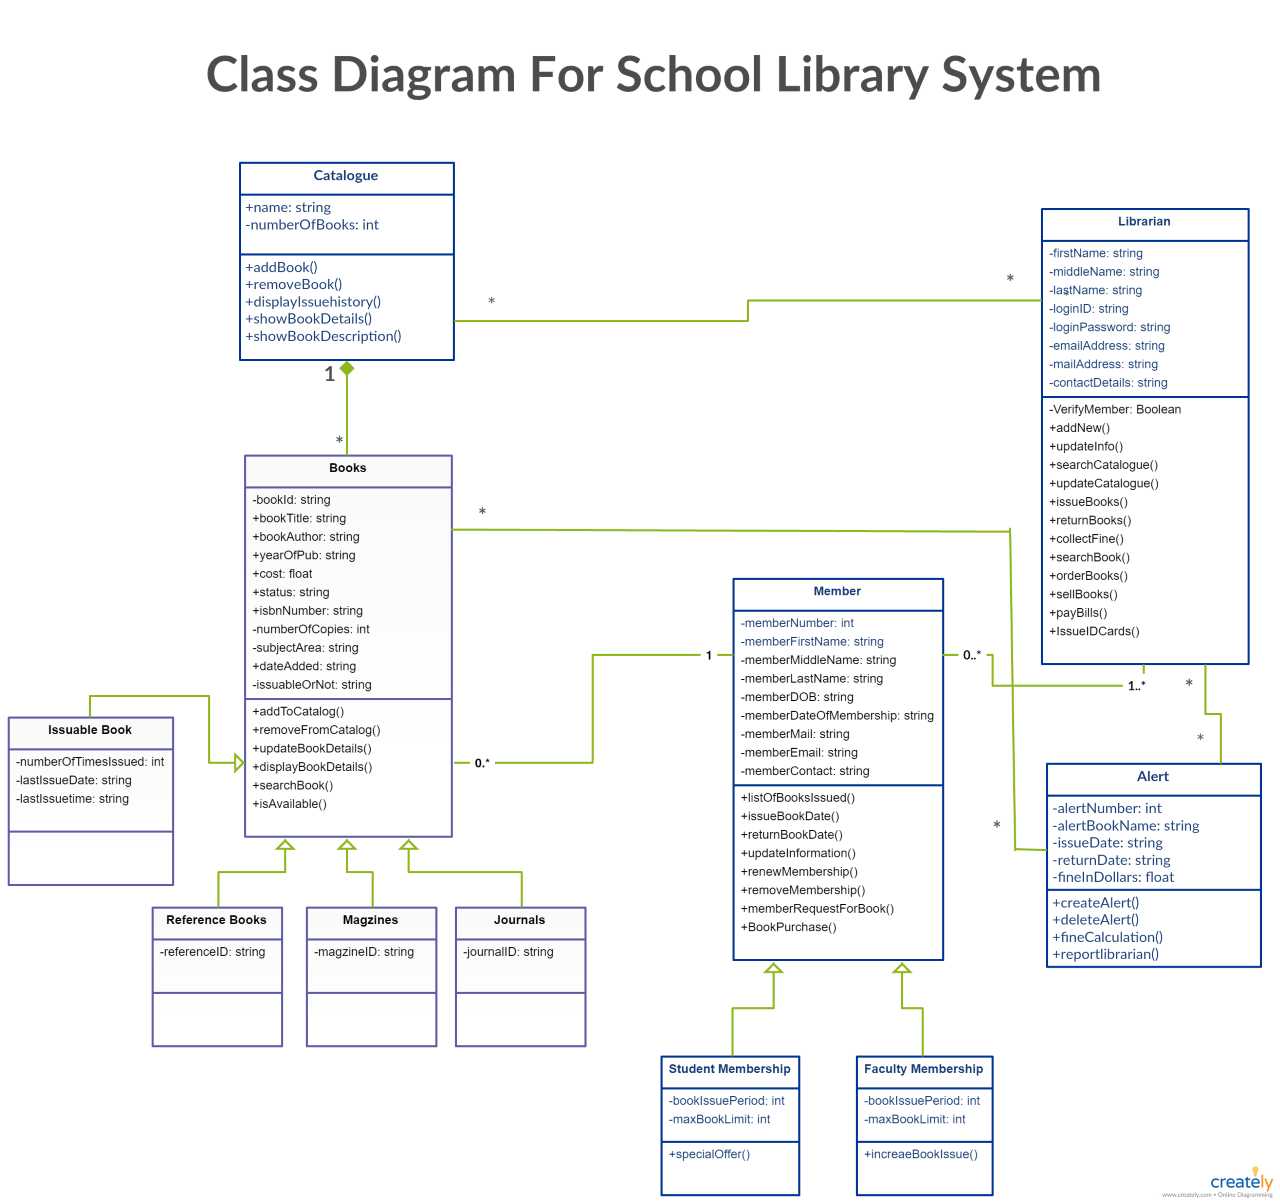 Class Diagram For School Library System
Catalogue
+name: string
-numberOfBooks: int
+addBook()
+removeBook()
+displayIssuehistory()
+showBookDetails()
+showBookDescription()
*
*
1
*
Librarian
-firstName: string
-middleName: string
-lastName: string
-loginID: string
-loginPassword: string
-emailAddress: string
-mailAddress: string
-contactDetails: string
-VerifyMember: Boolean
+addNew()
+updateInfo()
+searchCatalogue()
+updateCatalogue()
+issueBooks()
+returnBooks()
+collectFine()
+searchBook()
+orderBooks()
+sellBooks()
+payBills()
+IssueIDCards()
Books
-bookId: string
+bookTitle: string
+bookAuthor: string
+yearOfPub: string
+cost: float
+status: string
+isbnNumber: string
-numberOfCopies: int
-subjectArea: string
+dateAdded: string
-issuableOrNot: string
+addToCatalog()
+removeFromCatalog()
+updateBookDetails()
+displayBookDetails()
+searchBook()
+isAvailable()
*
*
0.*
1
Member
-memberNumber: int
-memberFirstName: string
-memberMiddleName: string
-memberLastName: string
-memberDOB: string
-memberDateOfMembership: string
-memberMail: string
-memberEmail: string
-memberContact: string
+listOfBooksIssued()
+issueBookDate()
+returnBookDate()
+updateInformation()
+renewMembership()
+removeMembership()
+memberRequestForBook()
+BookPurchase()
0..*
1..*
*
*
Issuable Book
-numberOfTimesIssued: int
-lastIssueDate: string
-lastIssuetime: string
Alert
-alertNumber: int
-alertBookName: string
-issueDate: string
-returnDate: string
-fineInDollars: float
+createAlert()
+deleteAlert()
+fineCalculation()
+reportlibrarian()
Reference Books
-referenceID: string
Magzines
-magzineID: string
Journals
-journalID: string
Student Membership
-bookIssuePeriod: int
-maxBookLimit: int
+specialOffer()
Faculty Membership
-bookIssuePeriod: int
-maxBookLimit: int
+increaeBookIssue()
creately
www.creately.com • Online Diagramming